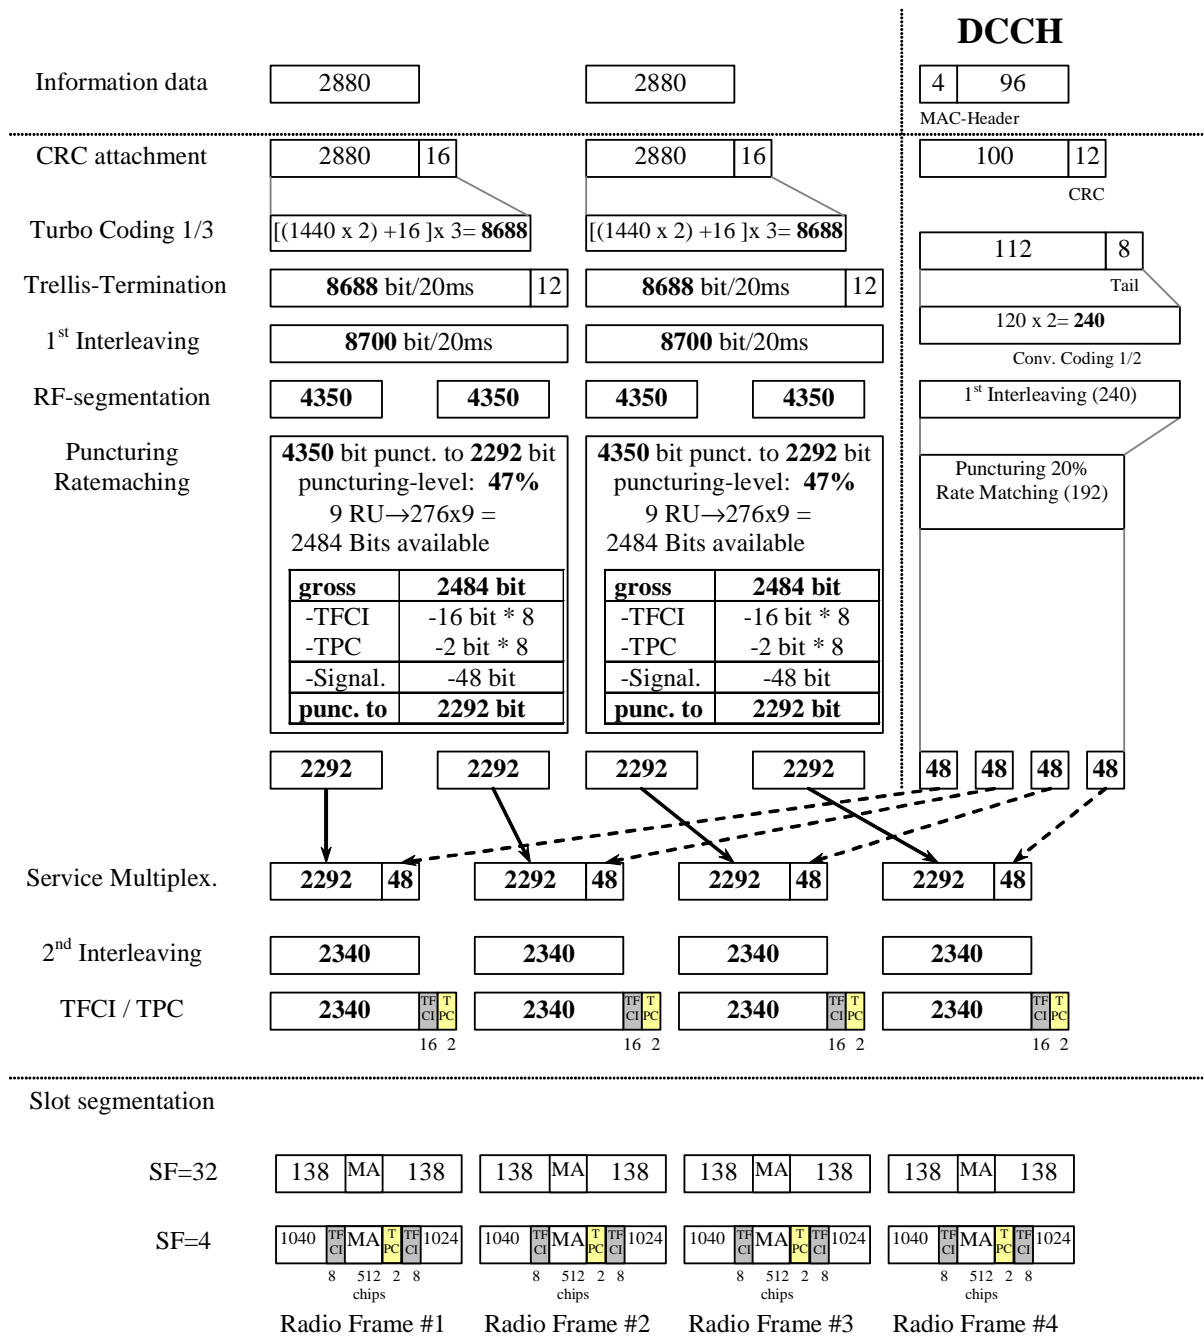 DCCH
Information data 2880 2880 4 96
MAC-Header
CRC attachment 2880 16 2880 16 100 12
CRC
Turbo Coding 1/3 [(1440 x 2) +16 ]x 3= 8688 [(1440 x 2) +16 ]x 3= 8688
112 8
Tail
Trellis-Termination 8688 bit/20ms 12 8688 bit/20ms 12
120 x 2= 240
Conv. Coding 1/2
1st Interleaving 8700 bit/20ms 8700 bit/20ms
RF-segmentation 4350 4350 4350 4350 1st Interleaving (240)
Puncturing
Ratemaching
4350 bit punct. to 2292 bit
puncturing-level: 47%
9 RU→276x9 =
2484 Bits available
gross 2484 bit
-TFCI -16 bit * 8
-TPC -2 bit * 8
-Signal. -48 bit
punc. to 2292 bit
4350 bit punct. to 2292 bit
puncturing-level: 47%
9 RU→276x9 =
2484 Bits available
gross 2484 bit
-TFCI -16 bit * 8
-TPC -2 bit * 8
-Signal. -48 bit
punc. to 2292 bit
Puncturing 20%
Rate Matching (192)
2292 2292 2292 2292 48 48 48 48
Service Multiplex. 2292 48 2292 48 2292 48 2292 48
2nd Interleaving 2340 2340 2340 2340
TFCI / TPC 2340 TFCI TPC 2340 TFCI TPC 2340 TFCI TPC 2340 TFCI TPC
16 2 16 2 16 2 16 2
Slot segmentation
SF=32 138 MA 138 138 MA 138 138 MA 138 138 MA 138
SF=4 1040 TFCI MA TPC TFCI 1024 1040 TFCI MA TPC TFCI 1024 1040 TFCI MA TPC TFCI 1024 1040 TFCI MA TPC TFCI 1024
8 512 2 8 8 512 2 8 8 512 2 8 8 512 2 8
chips chips chips chips
Radio Frame #1 Radio Frame #2 Radio Frame #3 Radio Frame #4